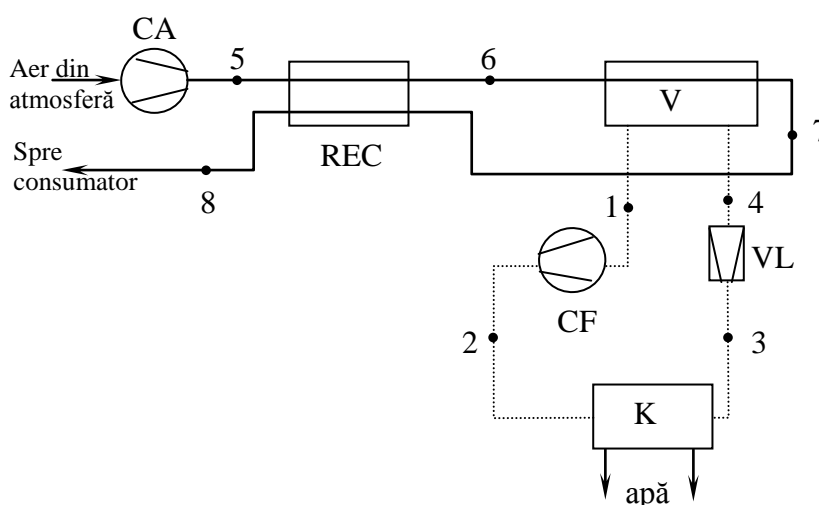 CA
5
6
Aer din
atmosferă
V
7
REC
Spre
consumator
8
1
4
VL
CF
2
3
K
apă